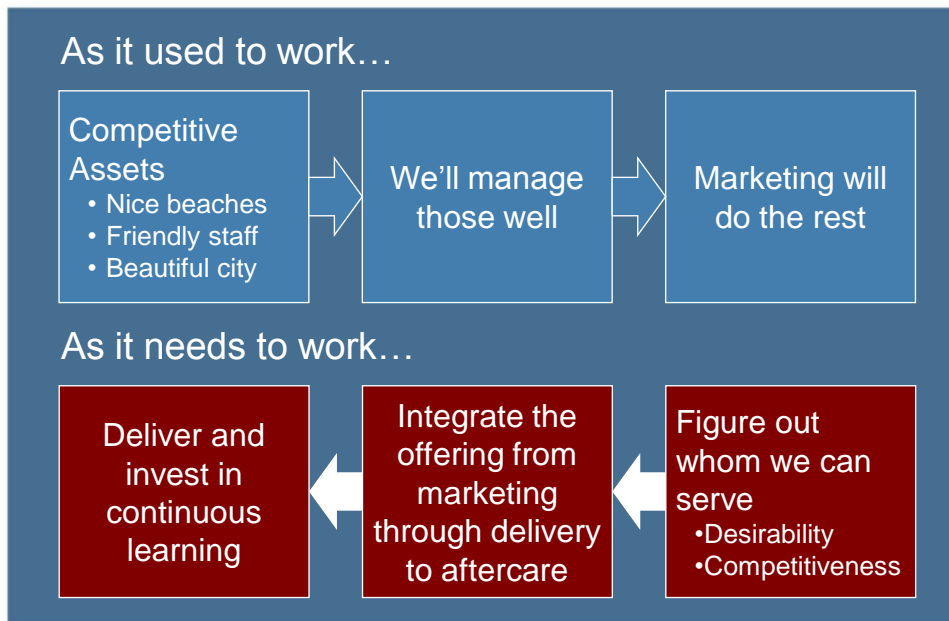 As it used to work…
Competitive
Assets
• Nice beaches
• Friendly staff
• Beautiful city
We’ll manage
those well
Marketing will
do the rest
As it needs to work…
Deliver and
invest in
continuous
learning
Integrate the
offering from
marketing
through delivery
to aftercare
Figure out
whom we can
serve
•Desirability
•Competitiveness